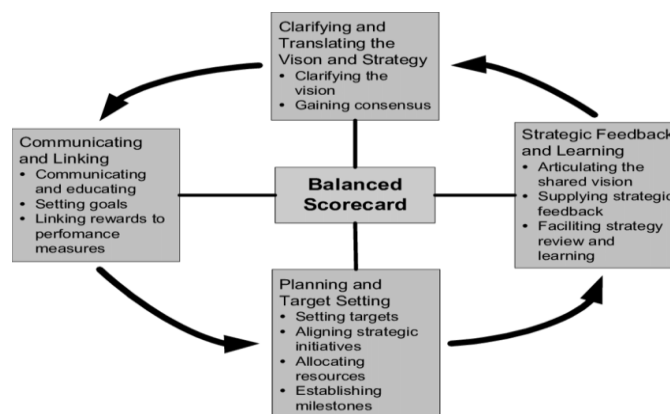 Clarifying and
Translating the
Vison and Strategy
• Clarifying the
vision
• Gaining consensus
Communicating
and Linking
• Communicating
and educating
• Setting goals
• Linking rewards to
perfomance
measures
Balanced
Scorecard
Strategic Feedback
and Learning
• Articulating the
shared vision
• Supplying strategic
feedback
• Faciliting strategy
review and
learning
Planning and
Target Setting
• Setting targets
• Aligning strategic
initiatives
• Allocating
resources
• Establishing
milestones